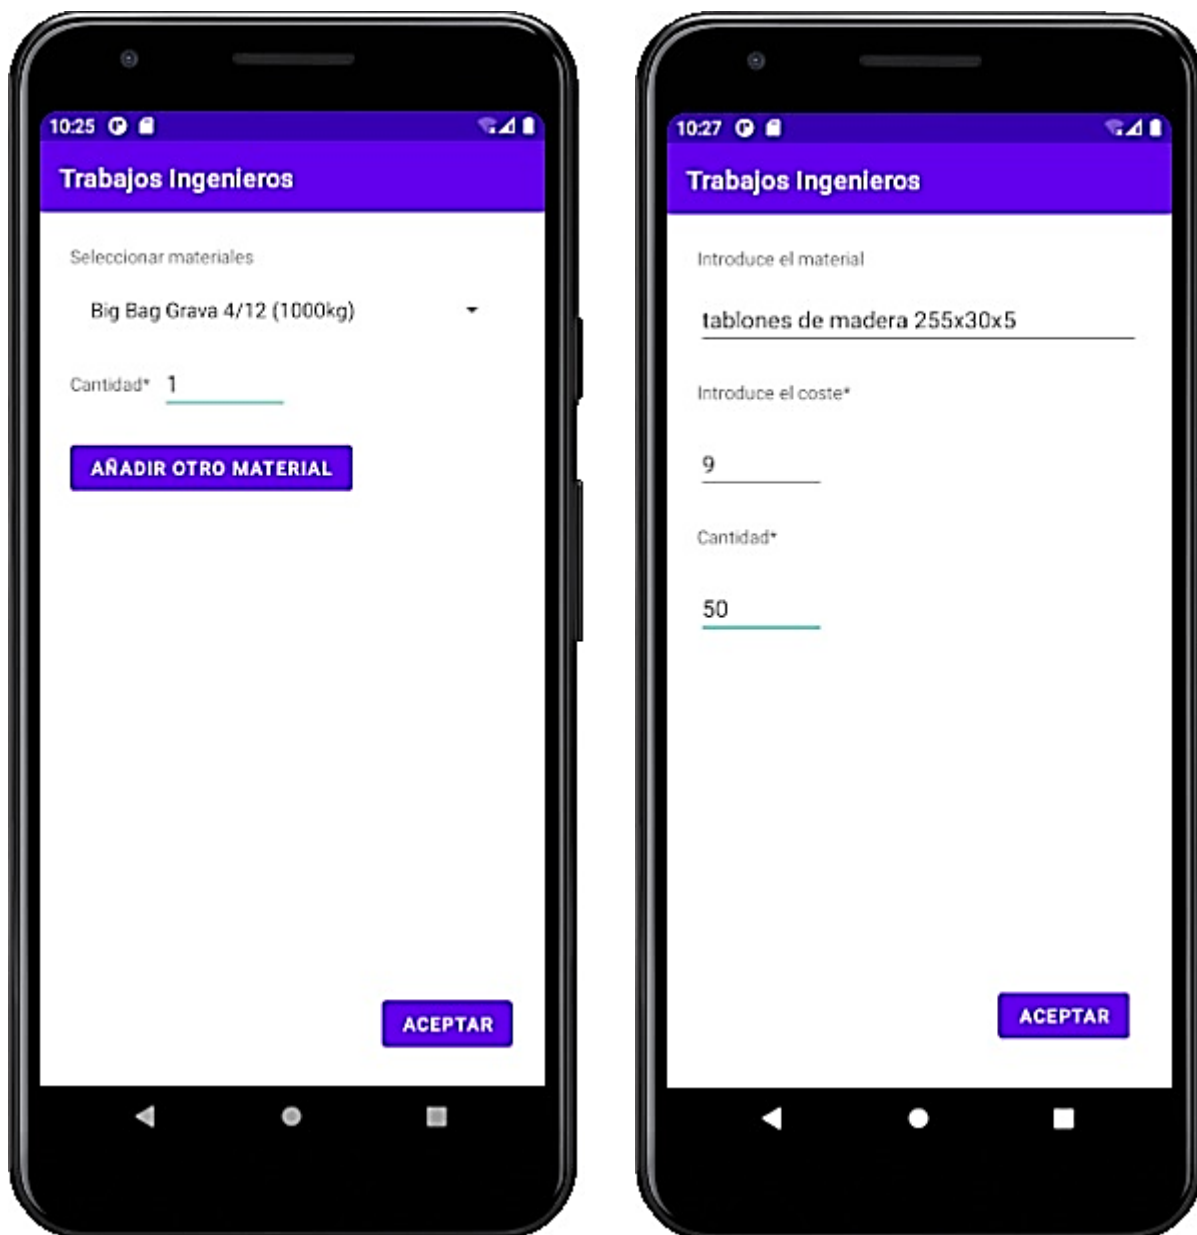 10:25
Trabajos Ingenieros
Seleccionar materiales
Big Bag Grava 4/12 (1000kg)
Cantidad* 1
AÑADIR OTRO MATERIAL
ACEPTAR
10:27
Trabajos Ingenieros
Introduce el material
tablones de madera 255x30x5
Introduce el coste*
9
Cantidad*
50
ACEPTAR